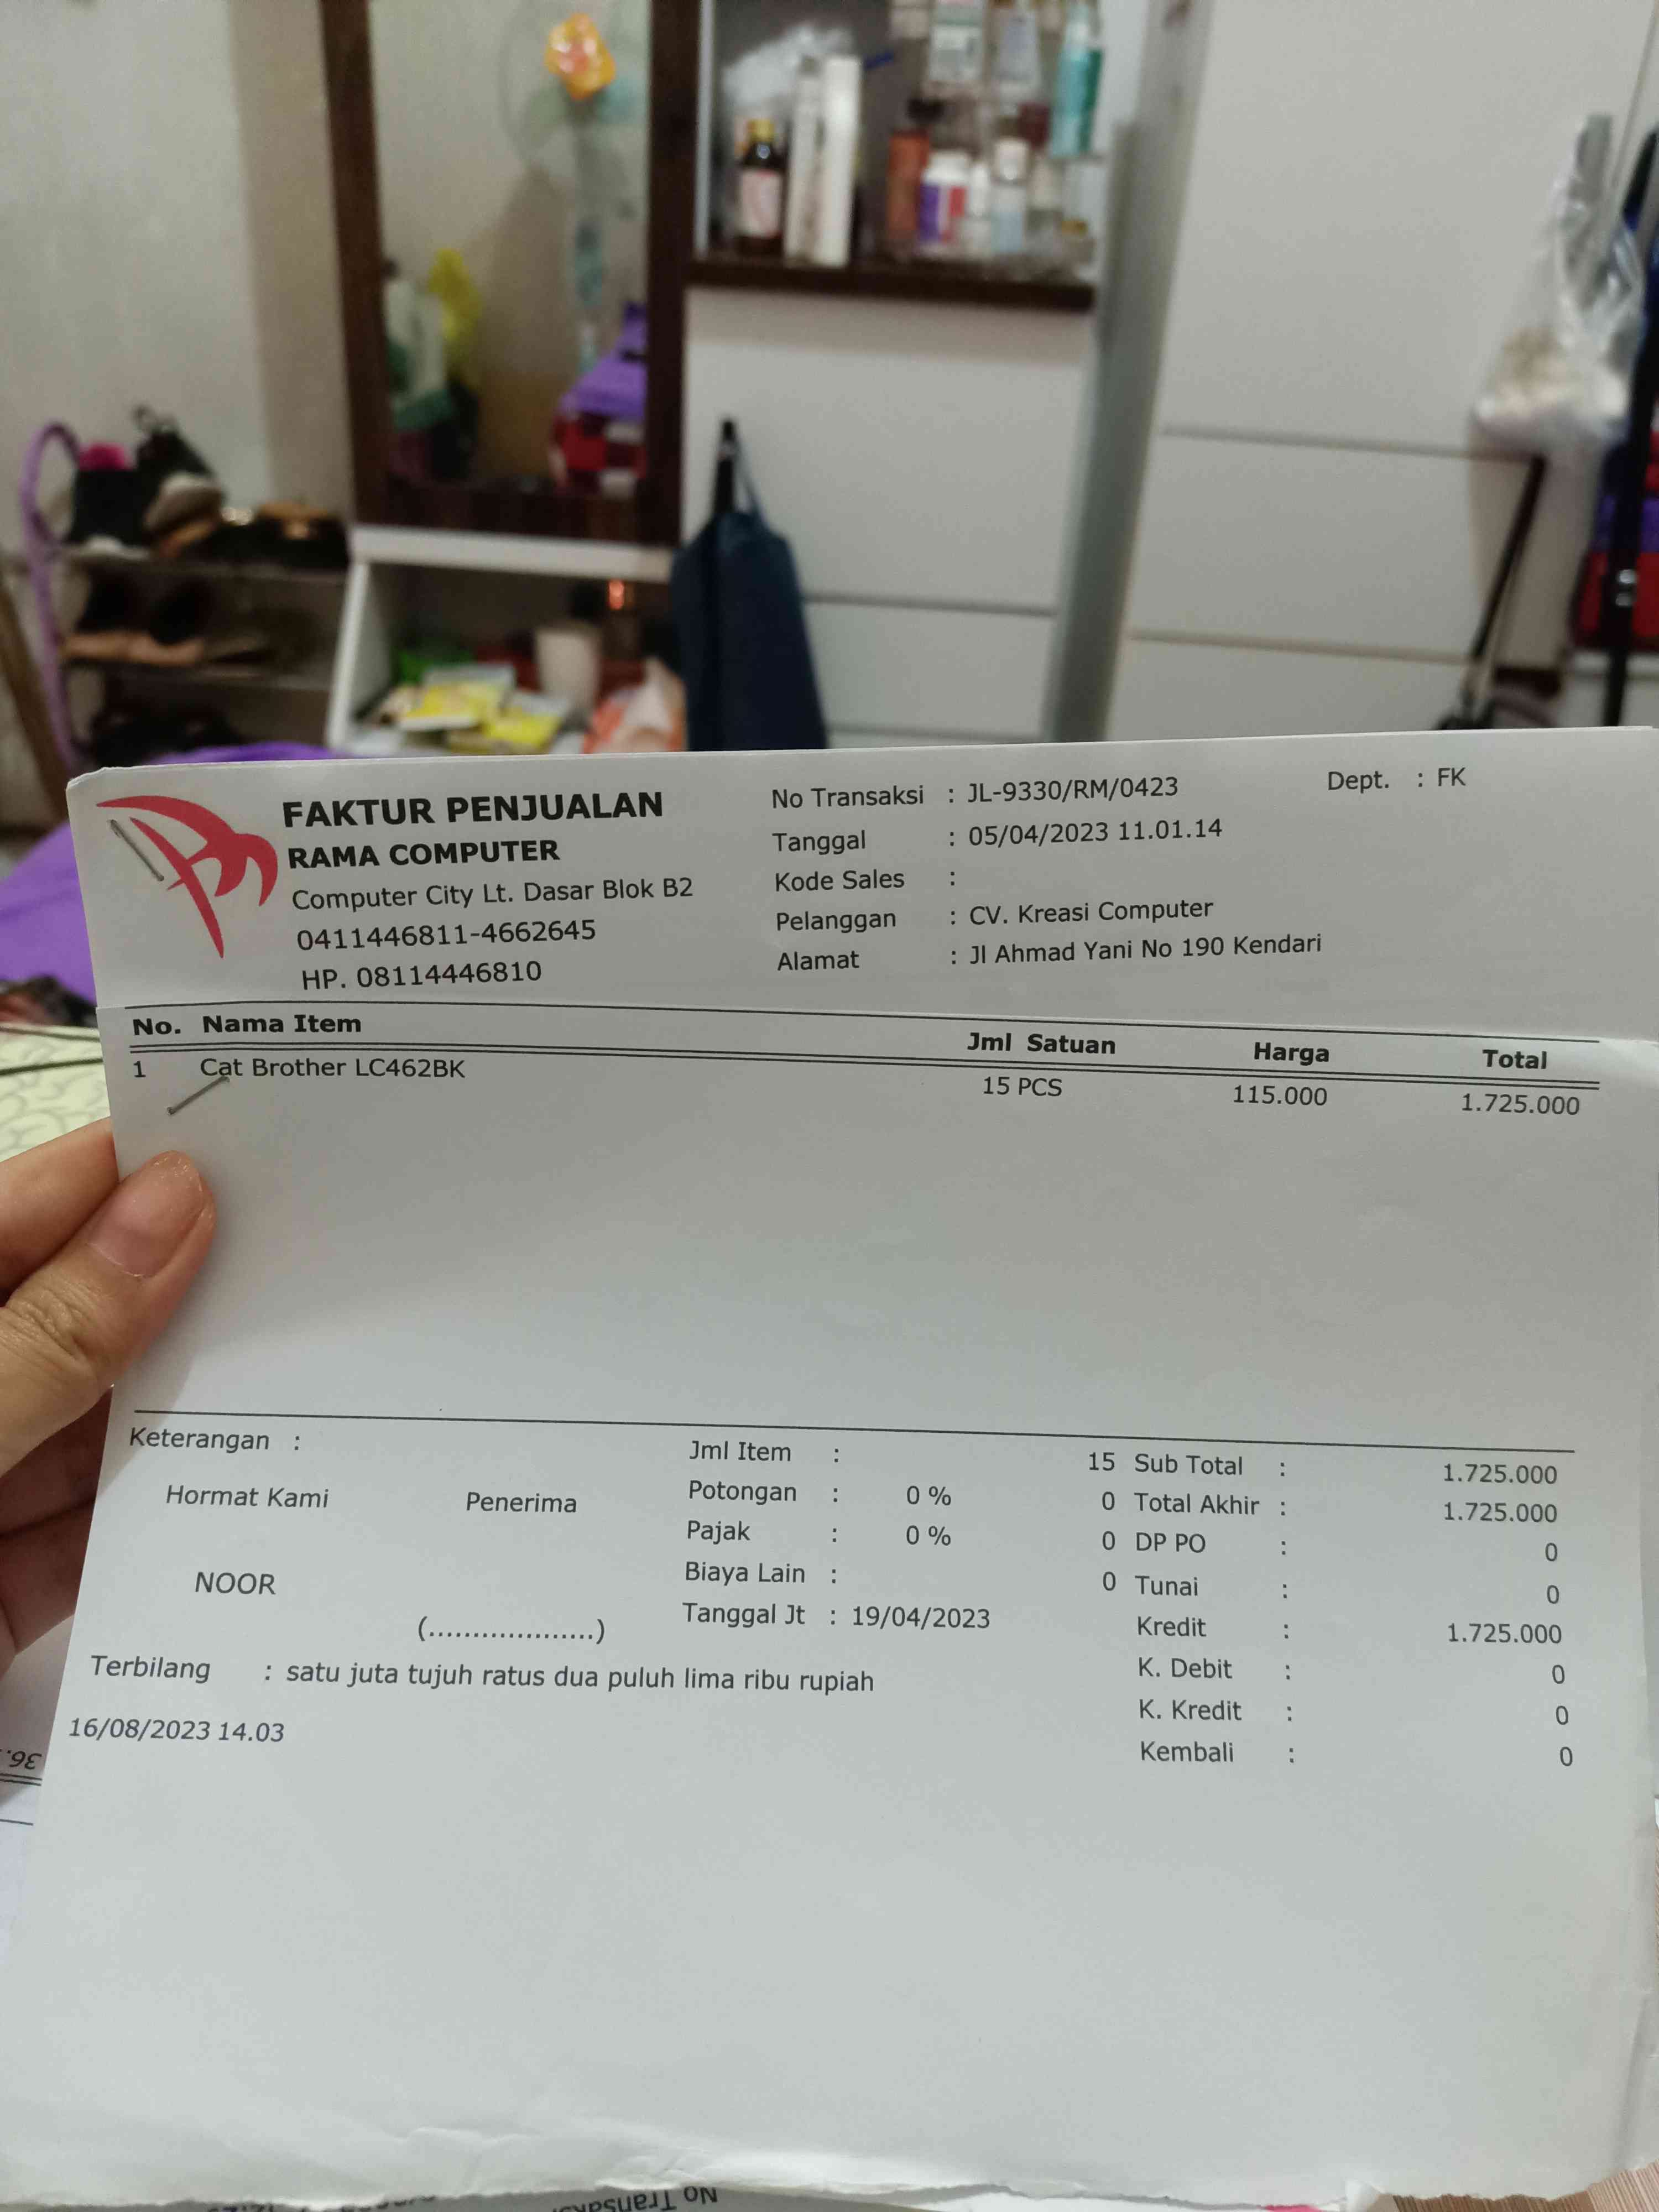 FAKTUR PENJUALAN
RAMA COMPUTER
Computer City Lt. Dasar Blok B2
0411446811-4662645
HP. 08114446810
No Transaksi : JL-9330/RM/0423
Tanggal : 05/04/2023 11.01.14
Kode Sales :
Pelanggan : CV. Kreasi Computer
Alamat : Jl Ahmad Yani No 190 Kendari
Dept. : FK
No. Nama Item Jml Satuan Harga Total
1 Cat Brother LC462BK 15 PCS 115.000 1.725.000
Keterangan :
Hormat Kami Penerima
NOOR
(...................)
Jml Item : 15
Potongan : 0 % 0
Pajak : 0 % 0
Biaya Lain : 0
Tanggal Jt : 19/04/2023
Sub Total : 1.725.000
Total Akhir : 1.725.000
DP PO : 0
Tunai : 0
Kredit : 1.725.000
K. Debit : 0
K. Kredit : 0
Kembali : 0
Terbilang : satu juta tujuh ratus dua puluh lima ribu rupiah
16/08/2023 14.03
No Transaksi